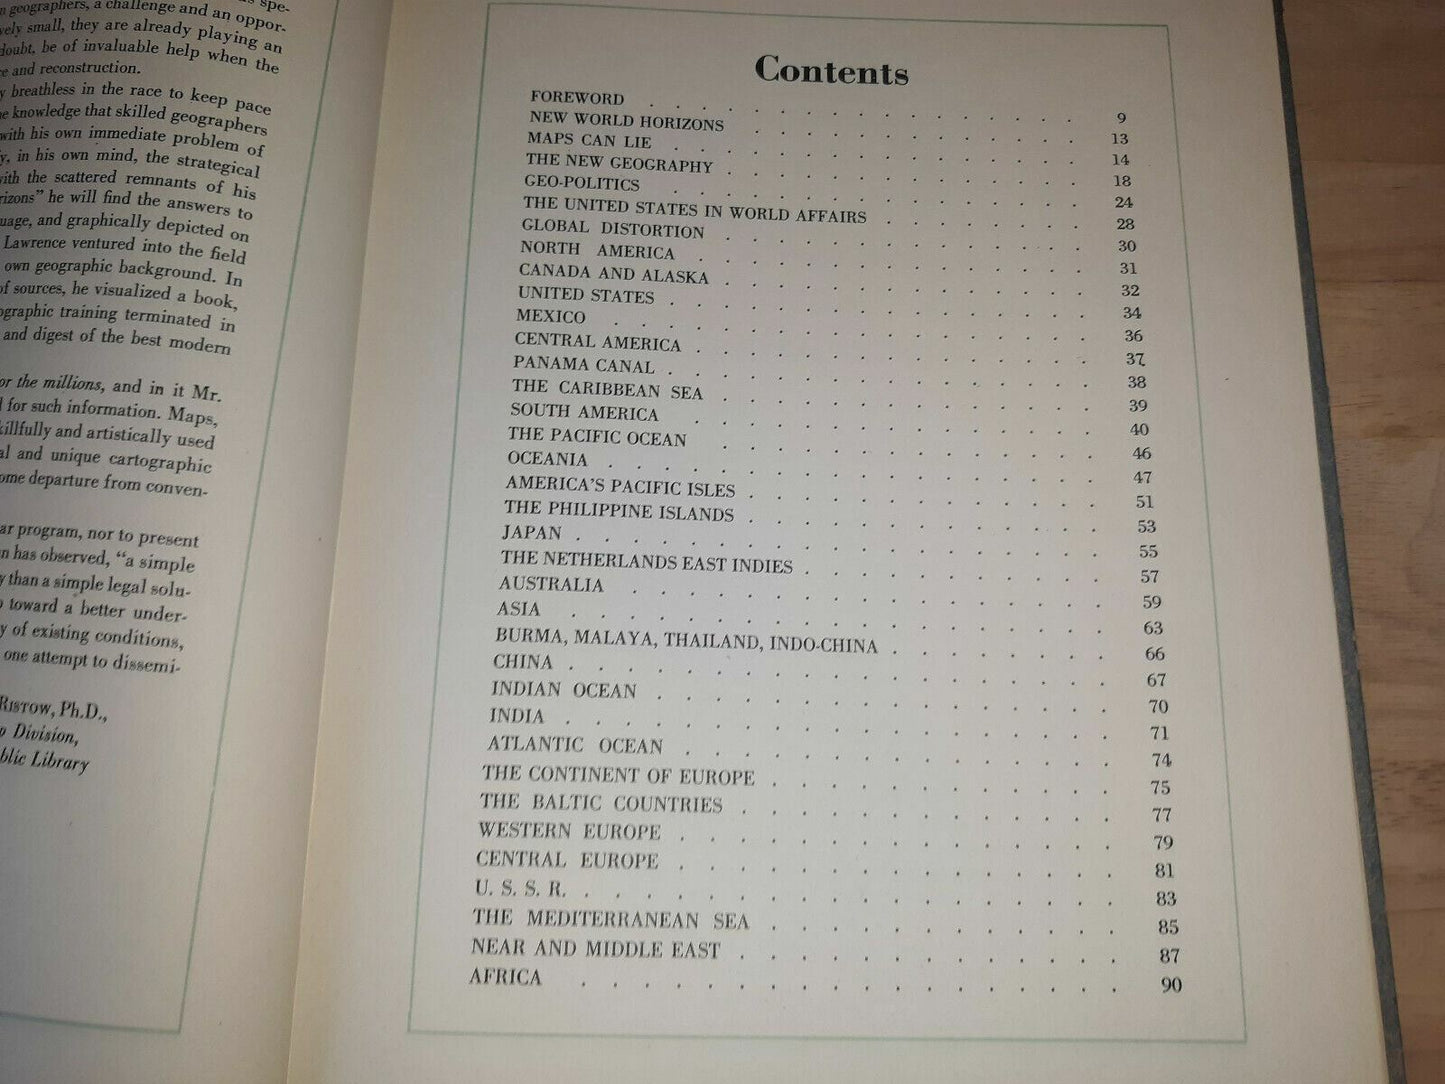 spe-
n geographers, a challenge and an oppor-
vely small, they are already playing an
doubt, be of invaluable help when the
e and reconstruction.
y breathless in the race to keep pace
e knowledge that skilled geographers
with his own immediate problem of
y, in his own mind, the strategical
with the scattered remnants of his
rizons" he will find the answers to
uage, and graphically depicted on
Lawrence ventured into the field
own geographic background. In
of sources, he visualized a book,
ographic training terminated in
and digest of the best modern
or the millions, and in it Mr.
l for such information. Maps,
killfully and artistically used
al and unique cartographic
ome departure from conven-
ar program, nor to present
n has observed, "a simple
y than a simple legal solu-
o toward a better under-
y of existing conditions,
one attempt to dissemi-
RISTOW, Ph.D.,
p Division,
blic Library
Contents
FOREWORD . . . . . . . . . . . . . . 9
NEW WORLD HORIZONS . . . . . . . . . . . . 13
MAPS CAN LIE . . . . . . . . . . . . . 14
THE NEW GEOGRAPHY . . . . . . . . . . . . 18
GEO-POLITICS . . . . . . . . . . . . . 24
THE UNITED STATES IN WORLD AFFAIRS . . . . . . . 28
GLOBAL DISTORTION . . . . . . . . . . . . 30
NORTH AMERICA . . . . . . . . . . . . . 31
CANADA AND ALASKA . . . . . . . . . . . . 32
UNITED STATES . . . . . . . . . . . . . 34
MEXICO . . . . . . . . . . . . . . . 36
CENTRAL AMERICA . . . . . . . . . . . . . 37
PANAMA CANAL . . . . . . . . . . . . . 38
THE CARIBBEAN SEA . . . . . . . . . . . . 39
SOUTH AMERICA . . . . . . . . . . . . . 40
THE PACIFIC OCEAN . . . . . . . . . . . . 46
OCEANIA . . . . . . . . . . . . . . . 47
AMERICA'S PACIFIC ISLES . . . . . . . . . . . 51
THE PHILIPPINE ISLANDS . . . . . . . . . . . 53
JAPAN . . . . . . . . . . . . . . . . 55
THE NETHERLANDS EAST INDIES . . . . . . . . . 57
AUSTRALIA . . . . . . . . . . . . . . 59
ASIA . . . . . . . . . . . . . . . . 63
BURMA, MALAYA, THAILAND, INDO-CHINA . . . . . . . 66
CHINA . . . . . . . . . . . . . . . . 67
INDIAN OCEAN . . . . . . . . . . . . . . 70
INDIA . . . . . . . . . . . . . . . . 71
ATLANTIC OCEAN . . . . . . . . . . . . . 74
THE CONTINENT OF EUROPE . . . . . . . . . . . 75
THE BALTIC COUNTRIES . . . . . . . . . . . 77
WESTERN EUROPE . . . . . . . . . . . . . 79
CENTRAL EUROPE . . . . . . . . . . . . . 81
U. S. S. R. . . . . . . . . . . . . . . . . 83
THE MEDITERRANEAN SEA . . . . . . . . . . . 85
NEAR AND MIDDLE EAST . . . . . . . . . . . . 87
AFRICA . . . . . . . . . . . . . . . . 90